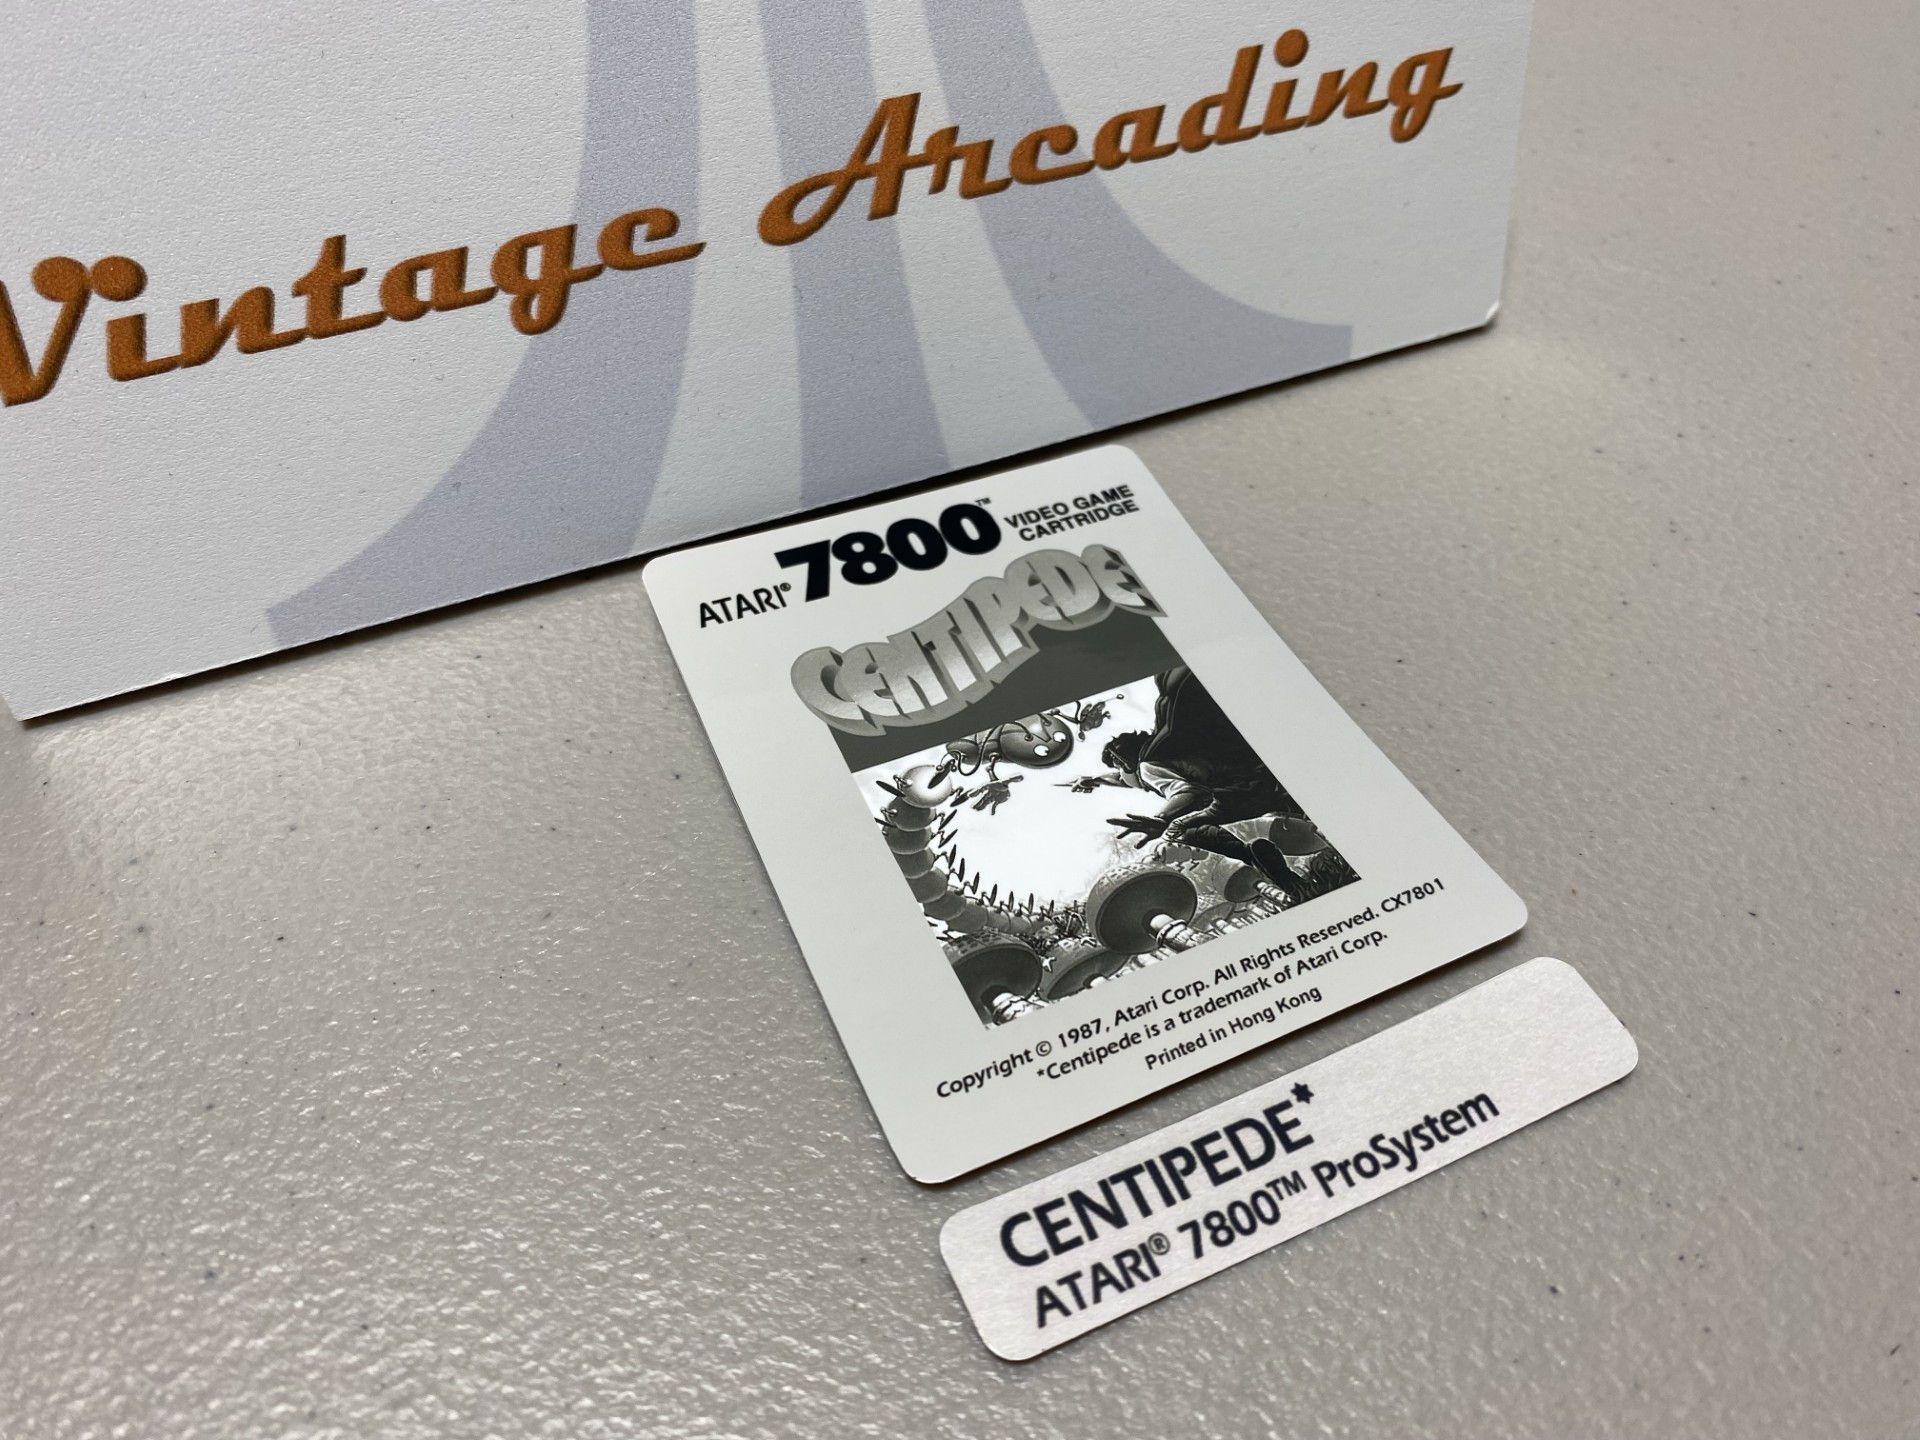 Vintage Arcading
ATARI® 7800™ VIDEO GAME
CARTRIDGE
CENTIPEDE
Copyright © 1987, Atari Corp. All Rights Reserved. CX7801
*Centipede is a trademark of Atari Corp.
Printed in Hong Kong
CENTIPEDE*
ATARI® 7800™ ProSystem